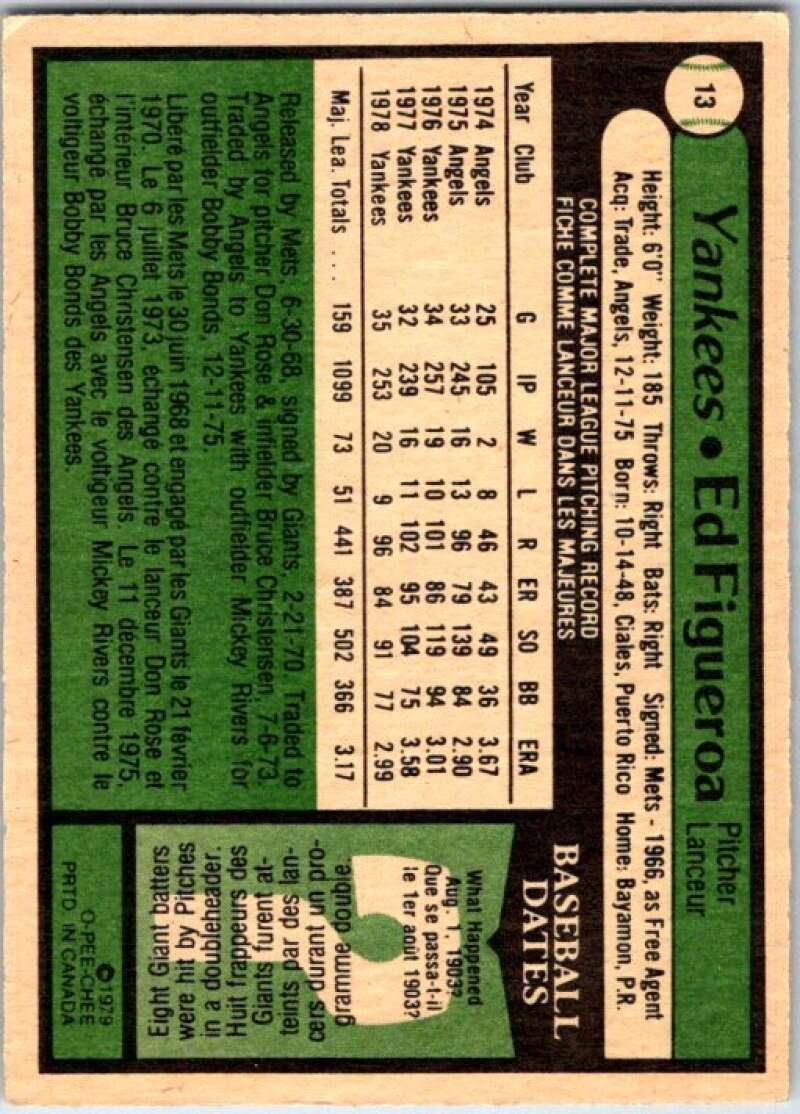 13
Yankees • Ed Figueroa
Pitcher
Lanceur
Height: 6'0" Weight: 185 Throws: Right Bats: Right Signed: Mets - 1966, as Free Agent
Acq: Trade, Angels, 12-11-75 Born: 10-14-48, Ciales, Puerto Rico Home: Bayamon, P.R.
COMPLETE MAJOR LEAGUE PITCHING RECORD
FICHE COMME LANCEUR DANS LES MAJEURES
Year Club G IP W L R ER SO BB ERA
1974 Angels 25 105 2 8 46 43 49 36 3.67
1975 Angels 33 245 16 13 96 79 139 84 2.90
1976 Yankees 34 257 19 10 101 86 119 94 3.01
1977 Yankees 32 239 16 11 102 95 104 75 3.58
1978 Yankees 35 253 20 9 96 84 91 77 2.99
Maj. Lea. Totals . . . 159 1099 73 51 441 387 502 366 3.17
Released by Mets, 6-30-68, signed by Giants, 2-21-70. Traded to
Angels for pitcher Don Rose & infielder Bruce Christensen, 7-6-73.
Traded by Angels to Yankees with outfielder Mickey Rivers for
outfielder Bobby Bonds, 12-11-75.
Libéré par les Mets le 30 juin 1968 et engagé par les Giants le 21 février
1970. Le 6 juillet 1973, échangé contre le lanceur Don Rose et
l'intérieur Bruce Christensen des Angels. Le 11 décembre 1975,
échangé par les Angels avec le voltigeur Mickey Rivers contre le
voltigeur Bobby Bonds des Yankees.
BASEBALL
DATES
What Happened
Aug. 1, 1903?
Que se passa-t-il
le 1er août 1903?
Eight Giant batters
were hit by Pitches
in a doubleheader.
Huit frappeurs des
Giants furent at-
teints par des lan-
cers durant un pro-
gramme double.
©1979
O-PEE-CHEE
PRTD. IN CANADA